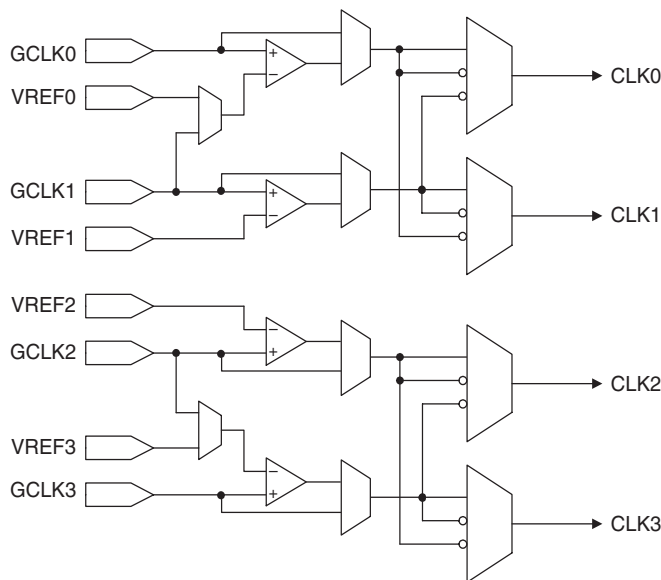 GCLK0
VREF0
GCLK1
VREF1
VREF2
GCLK2
VREF3
GCLK3
+
−
+
−
−
+
−
+
CLK0
CLK1
CLK2
CLK3